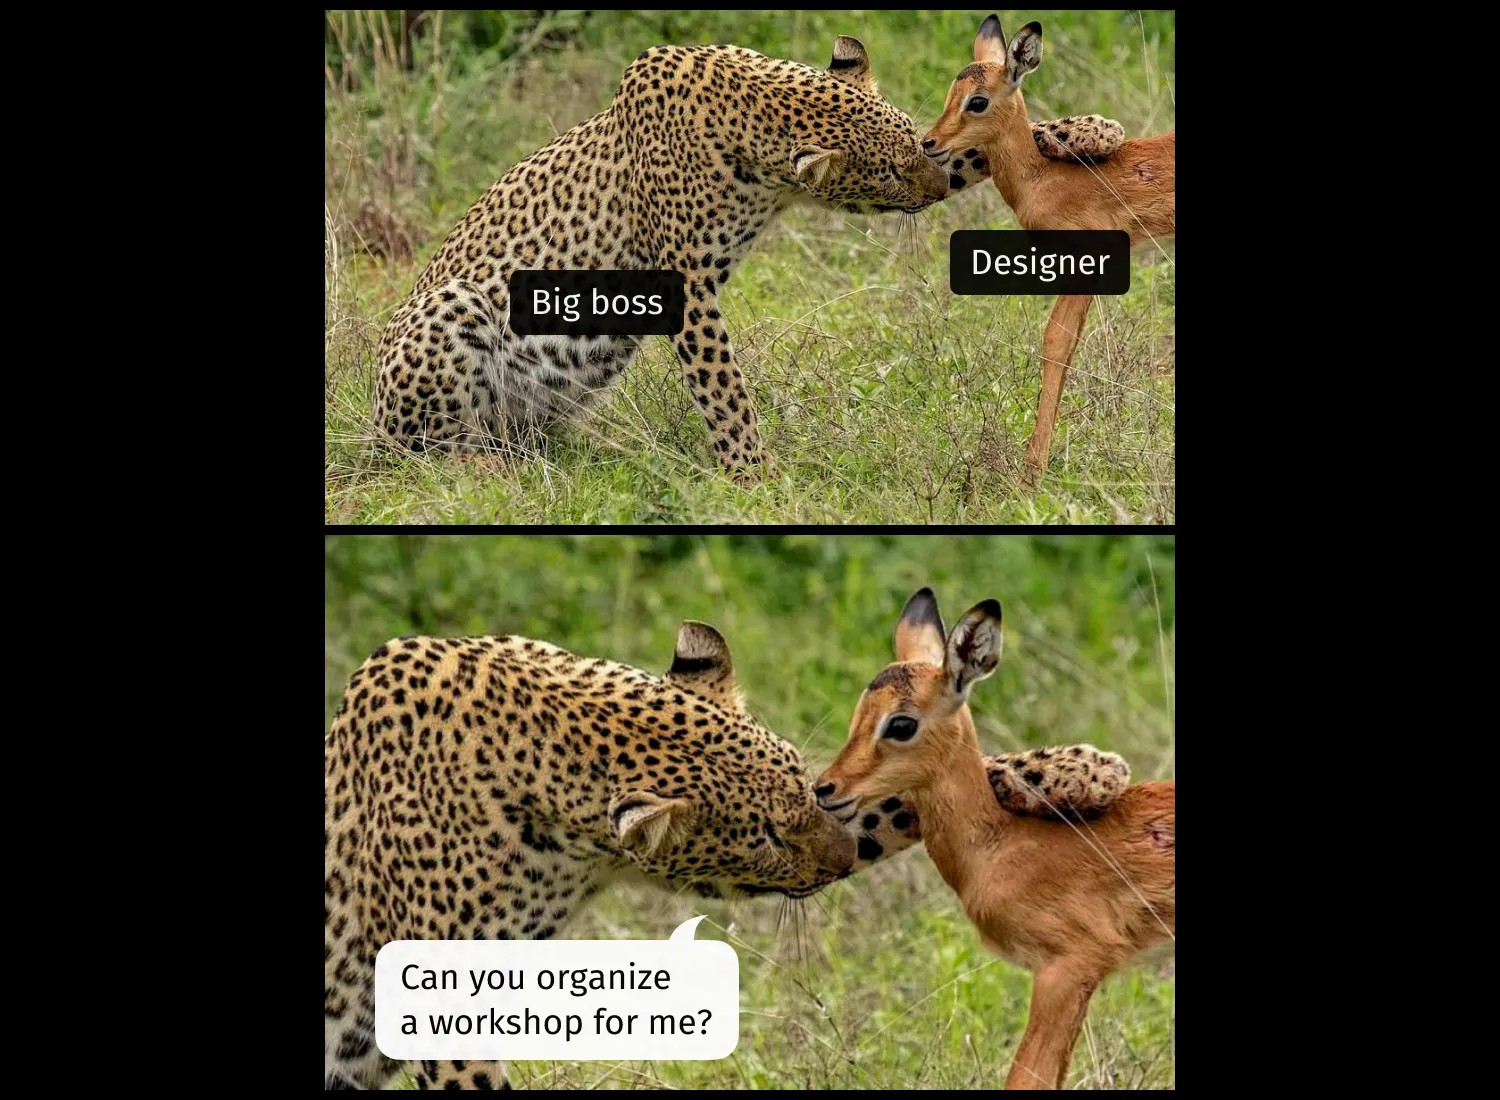 Designer
Big boss
Can you organize
a workshop for me?